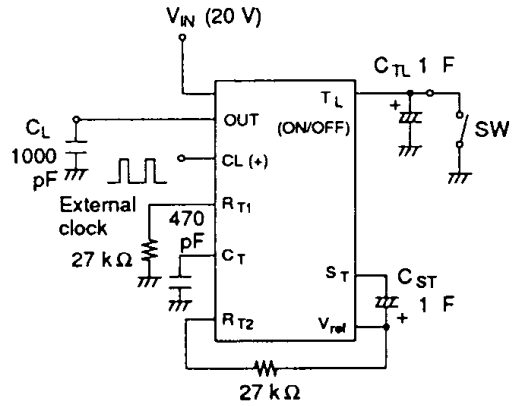 V_IN (20 V)
C_TL 1 F
+
T_L
(ON/OFF)
SW
OUT
C_L
1000
pF
CL (+)
External
clock
R_T1
470
pF
27 kΩ
C_T
S_T
C_ST
1 F
+
V_ref
R_T2
27 kΩ